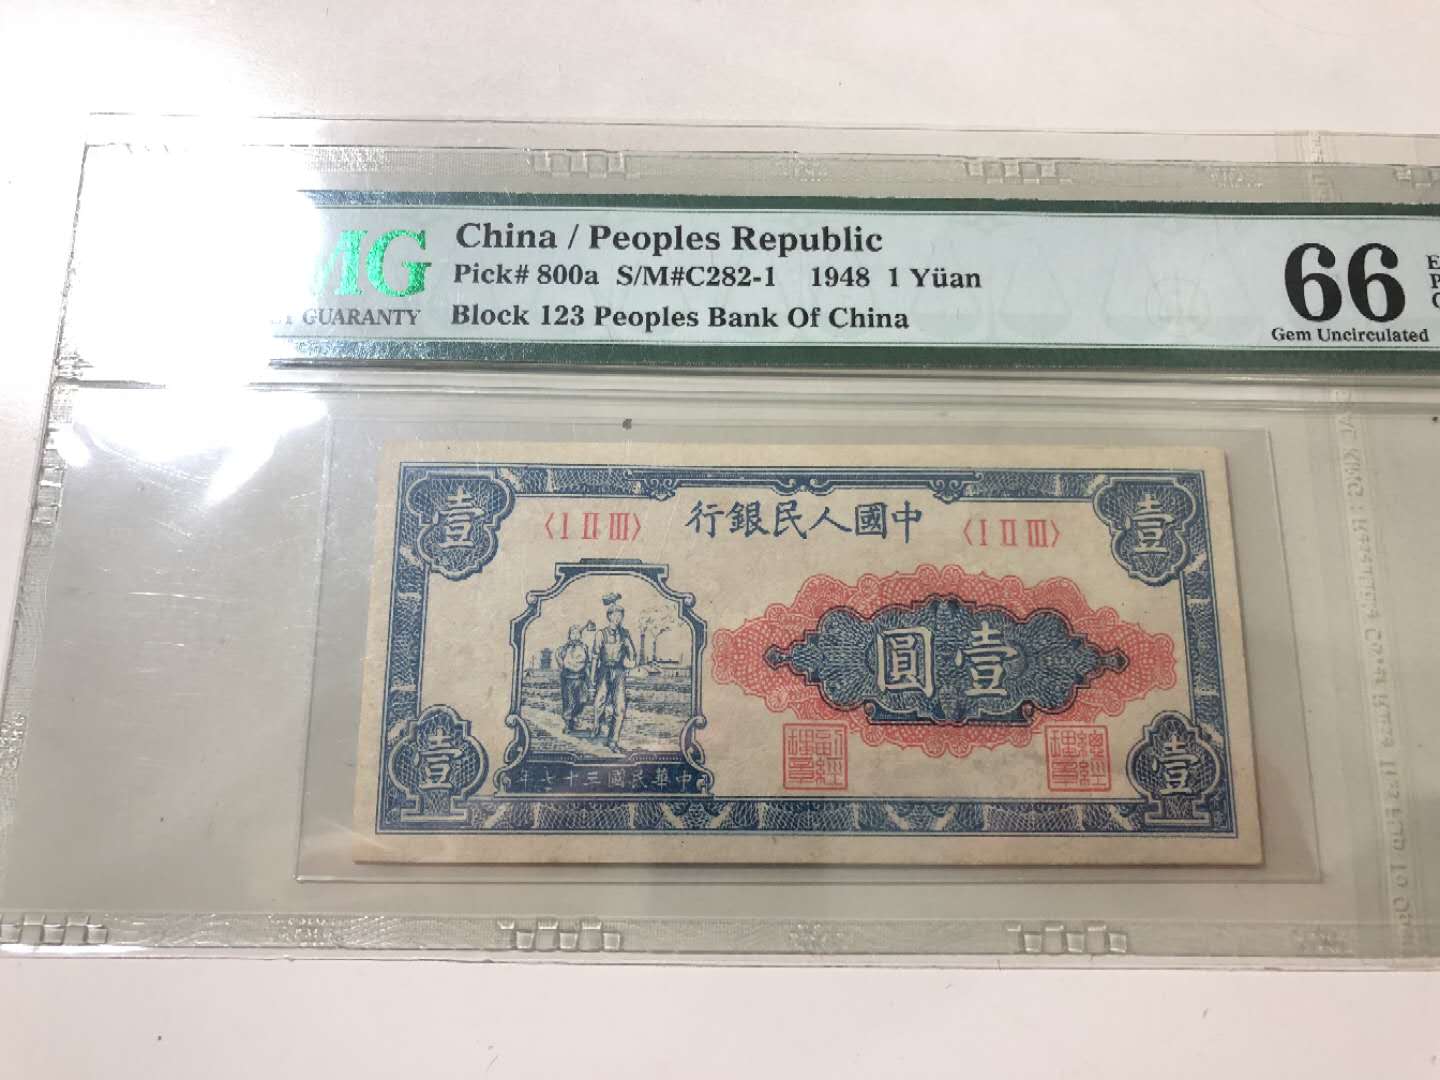 MG
China / Peoples Republic
Pick# 800a S/M#C282-1 1948 1 Yüan
GUARANTY
Block 123 Peoples Bank Of China
66
Gem Uncirculated
E
P
行銀民人國中
〈I II III〉
〈I II III〉
壹
壹
圓壹
年七十三國民華中
壹
壹